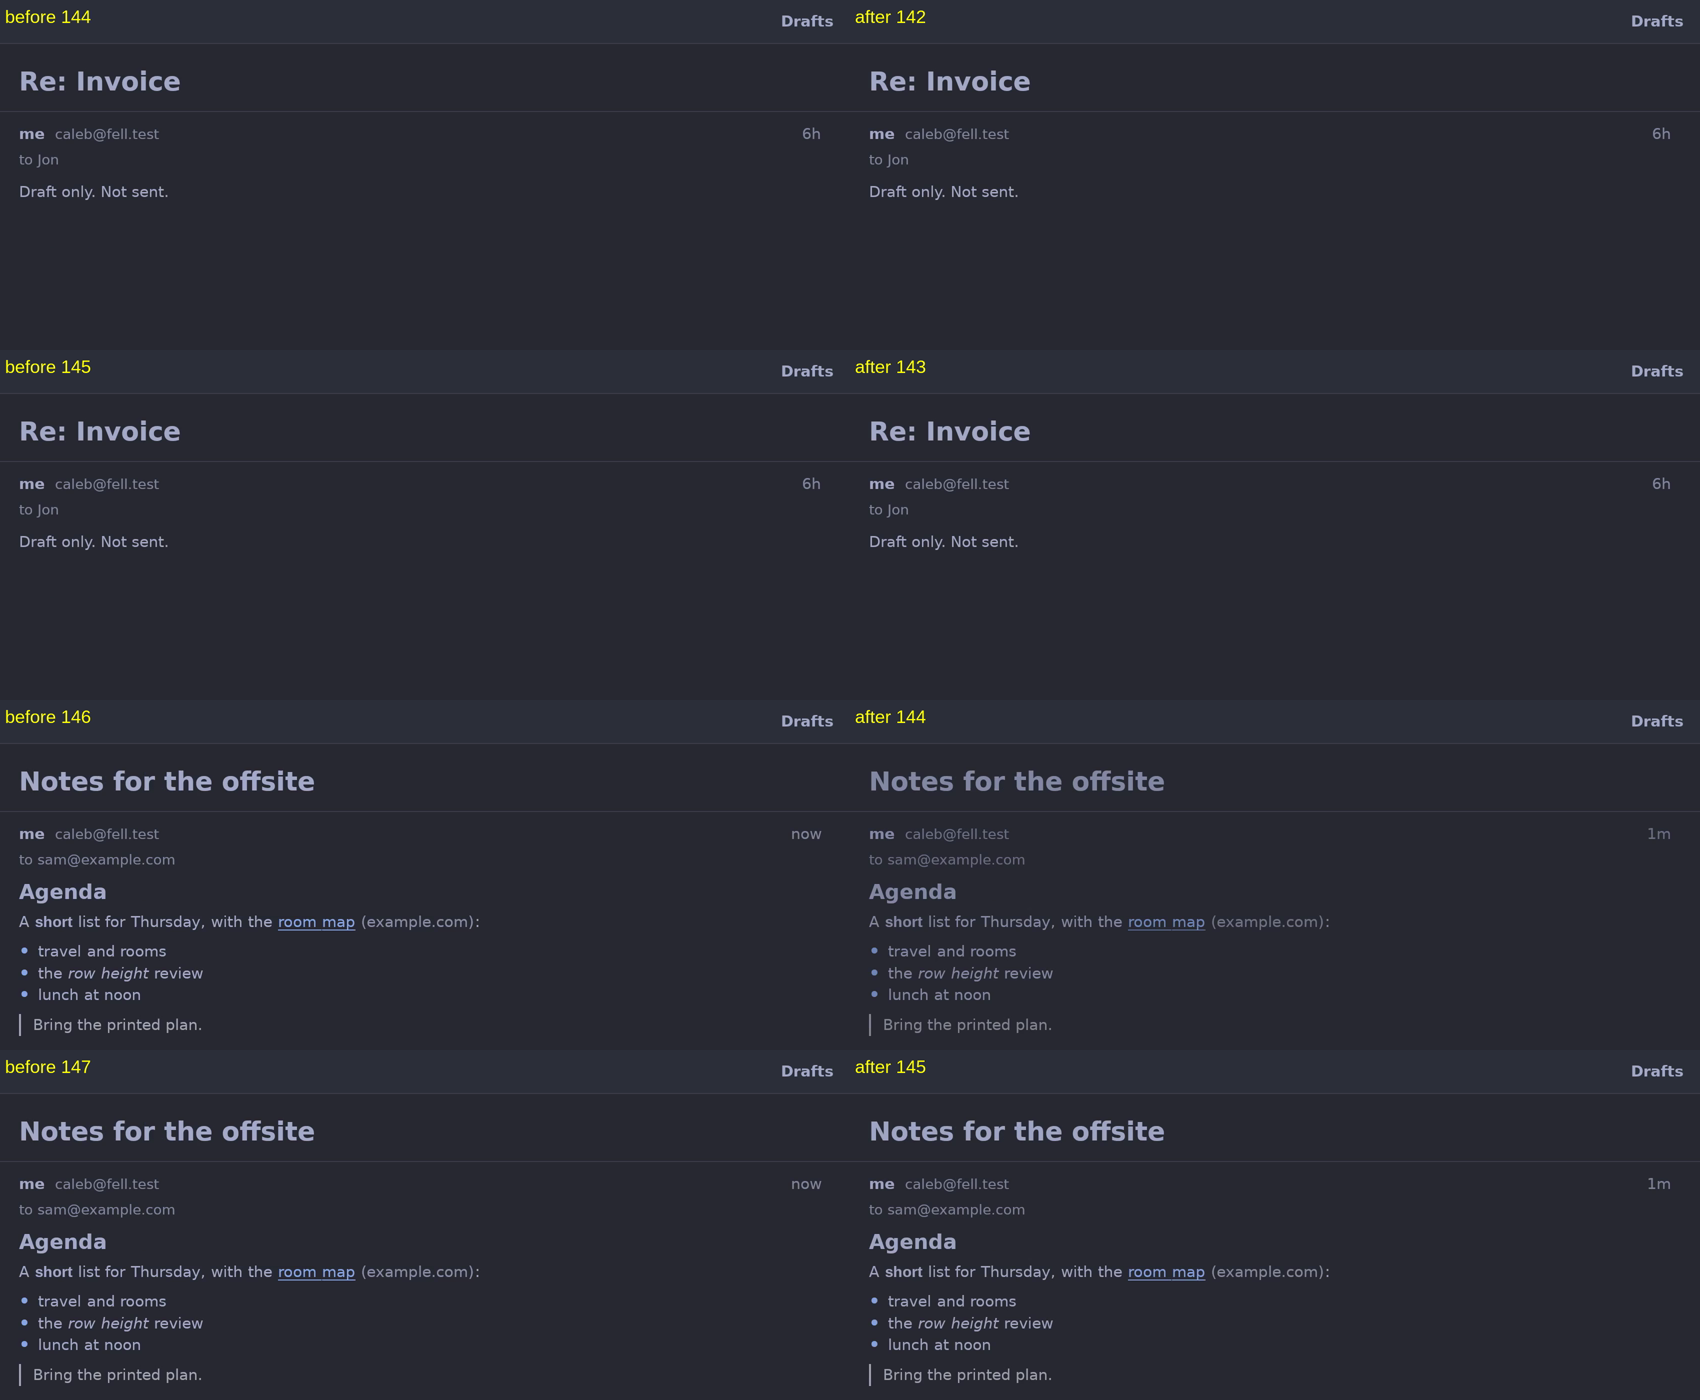 before 144
Drafts
Re: Invoice
me caleb@fell.test 6h
to Jon
Draft only. Not sent.
after 142
Drafts
Re: Invoice
me caleb@fell.test 6h
to Jon
Draft only. Not sent.
before 145
Drafts
Re: Invoice
me caleb@fell.test 6h
to Jon
Draft only. Not sent.
after 143
Drafts
Re: Invoice
me caleb@fell.test 6h
to Jon
Draft only. Not sent.
before 146
Drafts
Notes for the offsite
me caleb@fell.test now
to sam@example.com
Agenda
A short list for Thursday, with the room map (example.com):
• travel and rooms
• the row height review
• lunch at noon
Bring the printed plan.
after 144
Drafts
Notes for the offsite
me caleb@fell.test 1m
to sam@example.com
Agenda
A short list for Thursday, with the room map (example.com):
• travel and rooms
• the row height review
• lunch at noon
Bring the printed plan.
before 147
Drafts
Notes for the offsite
me caleb@fell.test now
to sam@example.com
Agenda
A short list for Thursday, with the room map (example.com):
• travel and rooms
• the row height review
• lunch at noon
Bring the printed plan.
after 145
Drafts
Notes for the offsite
me caleb@fell.test 1m
to sam@example.com
Agenda
A short list for Thursday, with the room map (example.com):
• travel and rooms
• the row height review
• lunch at noon
Bring the printed plan.